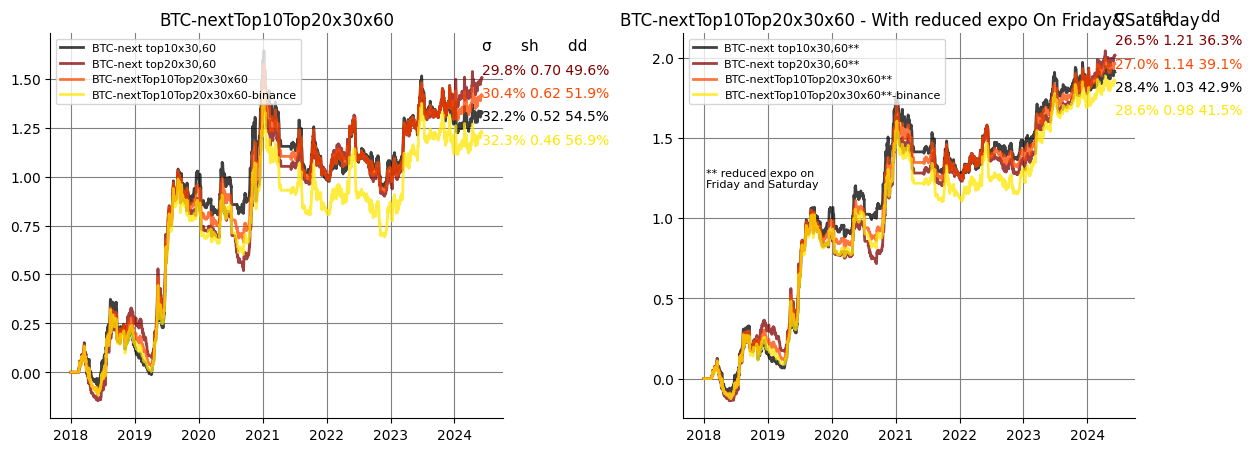 BTC-nextTop10Top20x30x60
σ sh dd
BTC-next top10x30,60
BTC-next top20x30,60
BTC-nextTop10Top20x30x60
BTC-nextTop10Top20x30x60-binance
29.8% 0.70 49.6%
30.4% 0.62 51.9%
32.2% 0.52 54.5%
32.3% 0.46 56.9%
1.50
1.25
1.00
0.75
0.50
0.25
0.00
2018 2019 2020 2021 2022 2023 2024
BTC-nextTop10Top20x30x60 - With reduced expo On Friday&Saturday
σ sh dd
BTC-next top10x30,60**
BTC-next top20x30,60**
BTC-nextTop10Top20x30x60**
BTC-nextTop10Top20x30x60**-binance
26.5% 1.21 36.3%
27.0% 1.14 39.1%
28.4% 1.03 42.9%
28.6% 0.98 41.5%
** reduced expo on
Friday and Saturday
2.0
1.5
1.0
0.5
0.0
2018 2019 2020 2021 2022 2023 2024